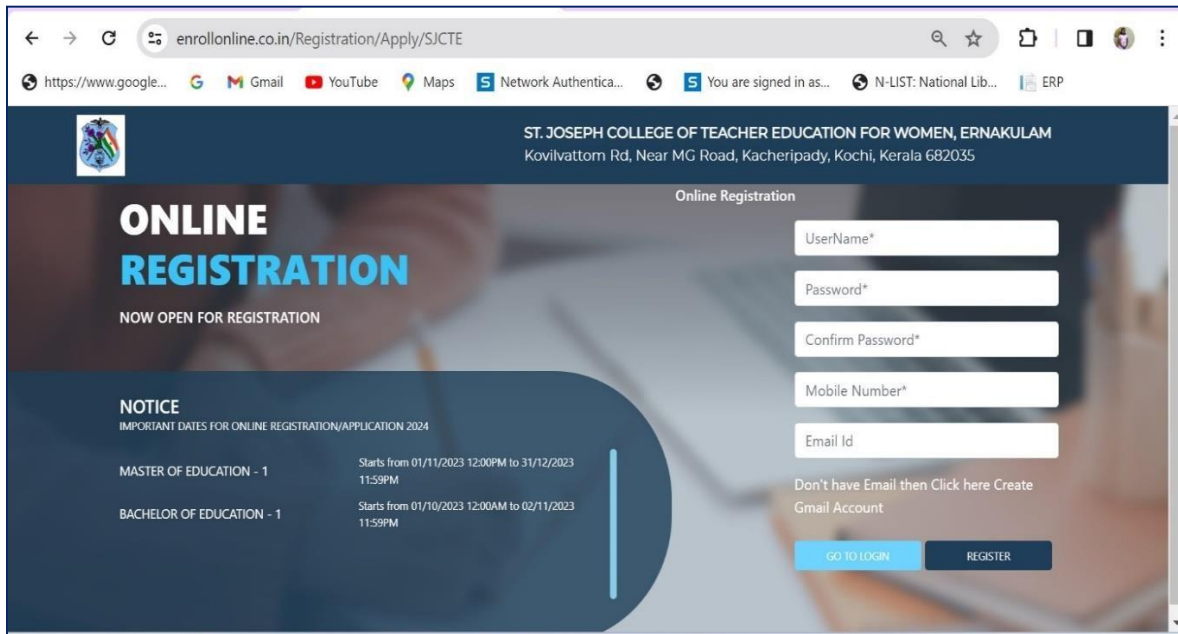 enrollonline.co.in/Registration/Apply/SJCTE
https://www.google... Gmail YouTube Maps Network Authentica... You are signed in as... N-LIST: National Lib... ERP
ST. JOSEPH COLLEGE OF TEACHER EDUCATION FOR WOMEN, ERNAKULAM
Kovilvattom Rd, Near MG Road, Kacheripady, Kochi, Kerala 682035
ONLINE
REGISTRATION
NOW OPEN FOR REGISTRATION
NOTICE
IMPORTANT DATES FOR ONLINE REGISTRATION/APPLICATION 2024
MASTER OF EDUCATION - 1 Starts from 01/11/2023 12:00PM to 31/12/2023
11:59PM
BACHELOR OF EDUCATION - 1 Starts from 01/10/2023 12:00AM to 02/11/2023
11:59PM
Online Registration
UserName*
Password*
Confirm Password*
Mobile Number*
Email Id
Don't have Email then Click here Create
Gmail Account
GO TO LOGIN REGISTER